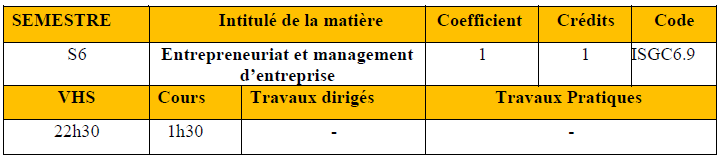 SEMESTRE Intitulé de la matière Coefficient Crédits Code
S6 Entrepreneuriat et management d’entreprise 1 1 ISGC6.9
VHS Cours Travaux dirigés Travaux Pratiques
22h30 1h30 - -